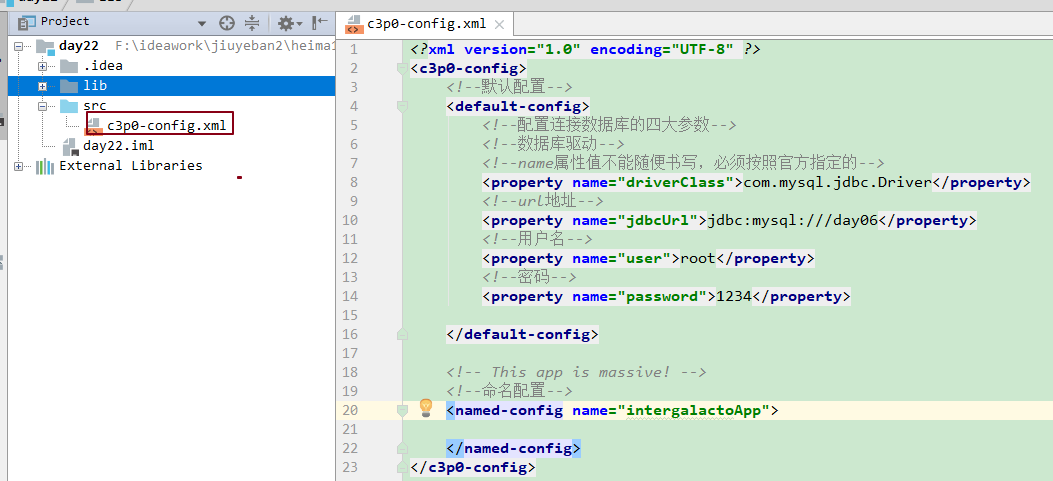 day22
lib
Project
c3p0-config.xml
day22 F:\ideawork\jiuyeban2\heima1
.idea
lib
src
c3p0-config.xml
day22.iml
External Libraries
1 <?xml version="1.0" encoding="UTF-8" ?>
2 <c3p0-config>
3 <!--默认配置-->
4 <default-config>
5 <!--配置连接数据库的四大参数-->
6 <!--数据库驱动-->
7 <!--name属性值不能随便书写，必须按照官方指定的-->
8 <property name="driverClass">com.mysql.jdbc.Driver</property>
9 <!--url地址-->
10 <property name="jdbcUrl">jdbc:mysql:///day06</property>
11 <!--用户名-->
12 <property name="user">root</property>
13 <!--密码-->
14 <property name="password">1234</property>
15
16 </default-config>
17
18 <!-- This app is massive! -->
19 <!--命名配置-->
20 <named-config name="intergalactoApp">
21
22 </named-config>
23 </c3p0-config>